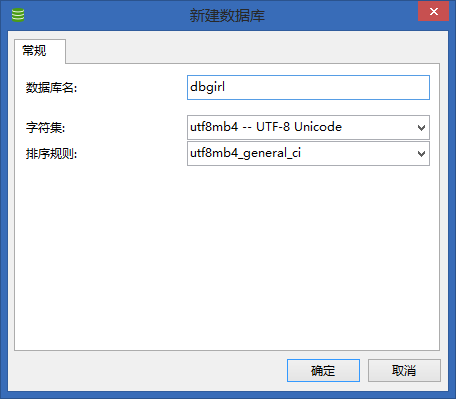 新建数据库
常规
数据库名:
dbgirl
字符集:
utf8mb4 -- UTF-8 Unicode
排序规则:
utf8mb4_general_ci
确定
取消